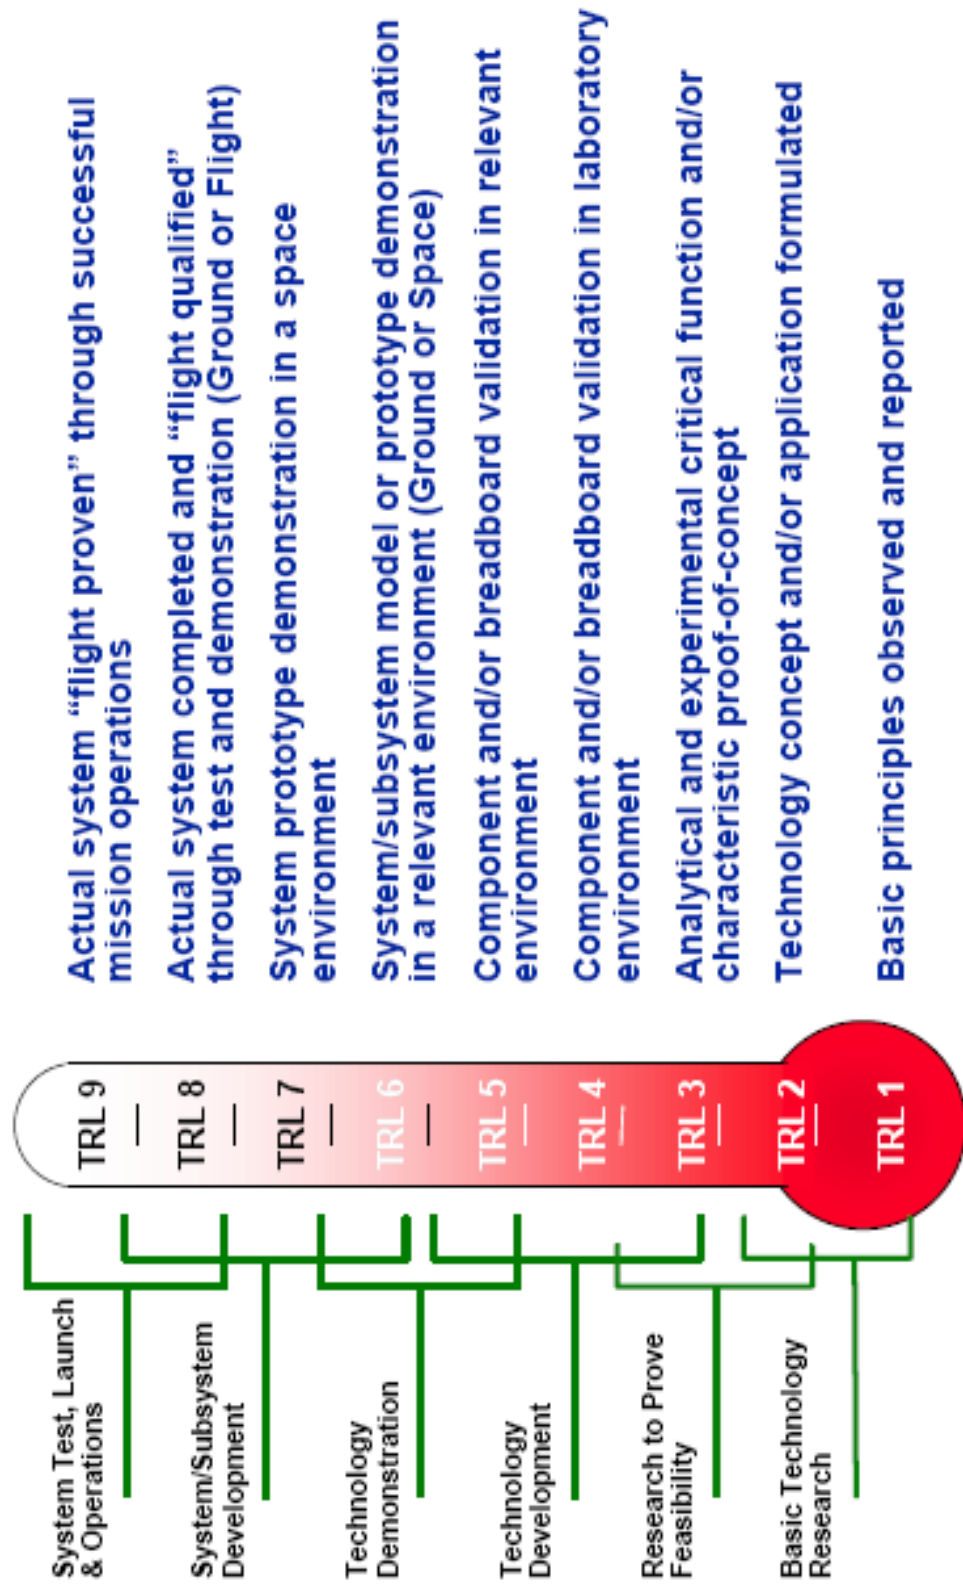 System Test, Launch
& Operations
System/Subsystem
Development
Technology
Demonstration
Technology
Development
Research to Prove
Feasibility
Basic Technology
Research
TRL 9
TRL 8
TRL 7
TRL 6
TRL 5
TRL 4
TRL 3
TRL 2
TRL 1
Actual system “flight proven” through successful
mission operations
Actual system completed and “flight qualified”
through test and demonstration (Ground or Flight)
System prototype demonstration in a space
environment
System/subsystem model or prototype demonstration
in a relevant environment (Ground or Space)
Component and/or breadboard validation in relevant
environment
Component and/or breadboard validation in laboratory
environment
Analytical and experimental critical function and/or
characteristic proof-of-concept
Technology concept and/or application formulated
Basic principles observed and reported